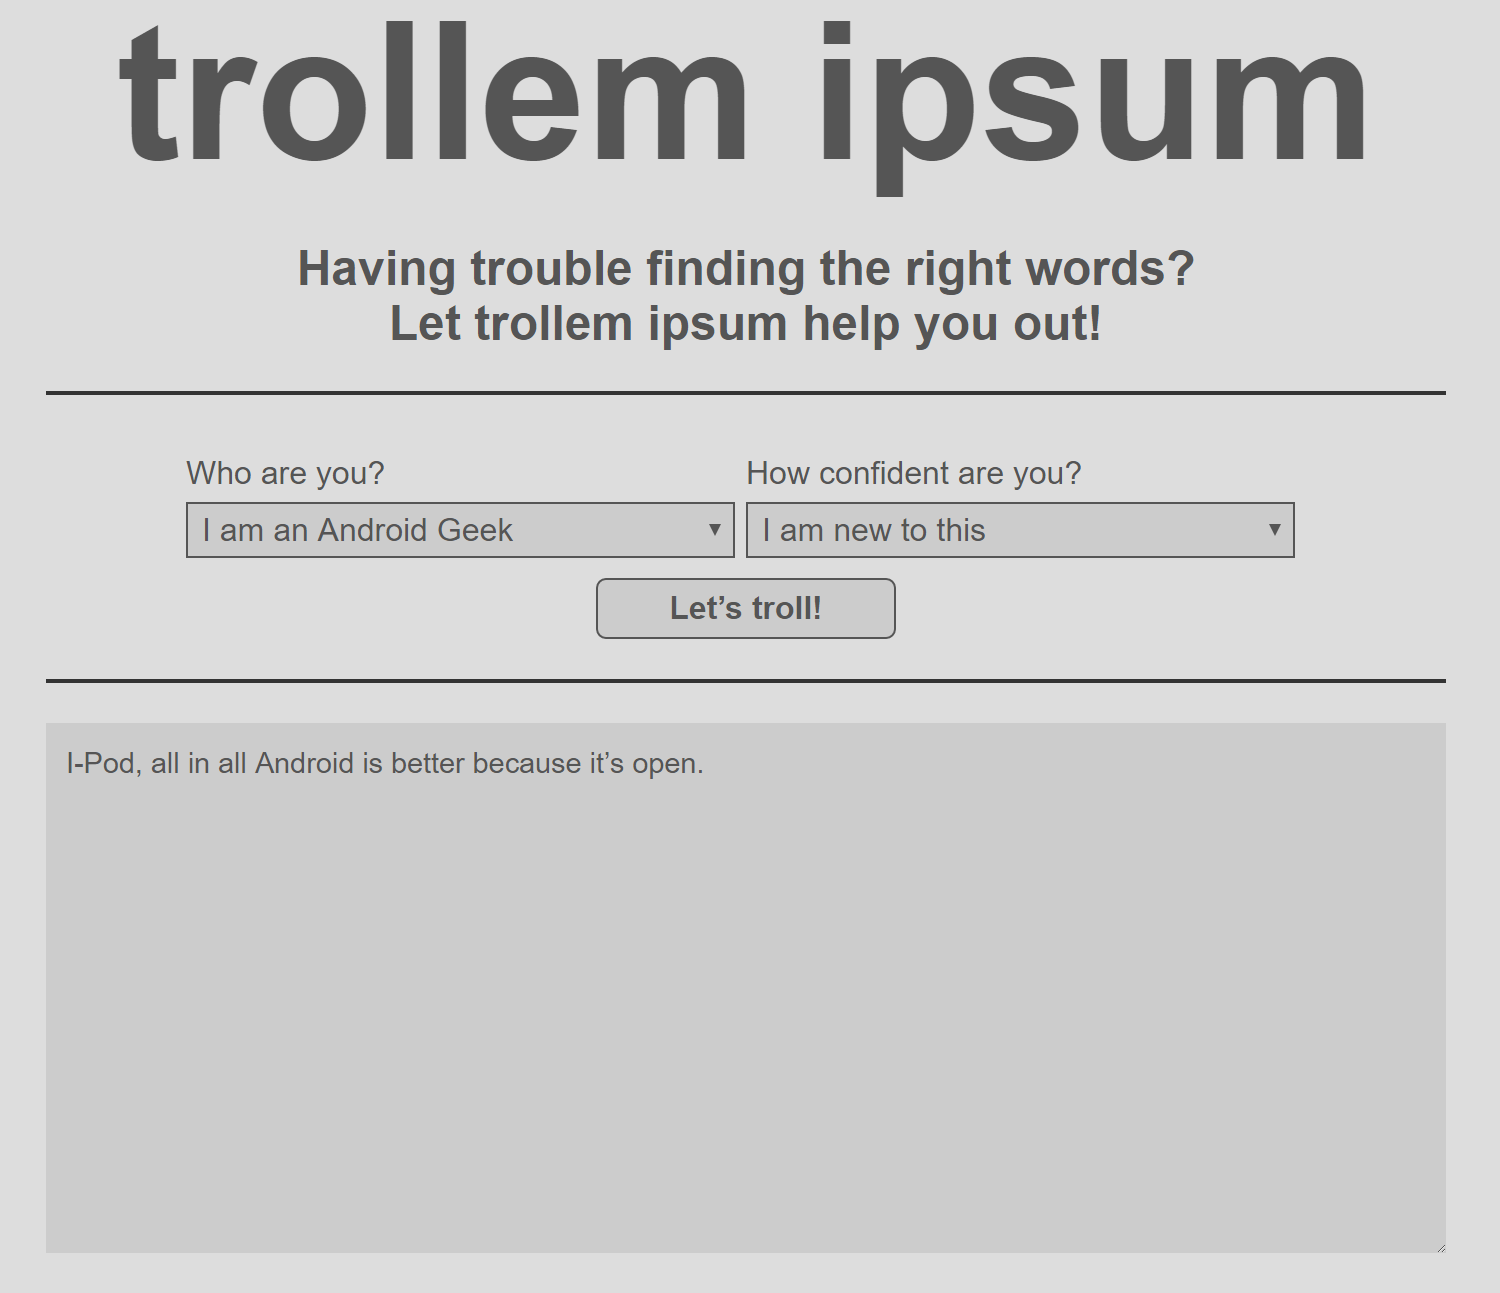 trollem ipsum
Having trouble finding the right words?
Let trollem ipsum help you out!
Who are you?
How confident are you?
I am an Android Geek
I am new to this
Let’s troll!
I-Pod, all in all Android is better because it’s open.